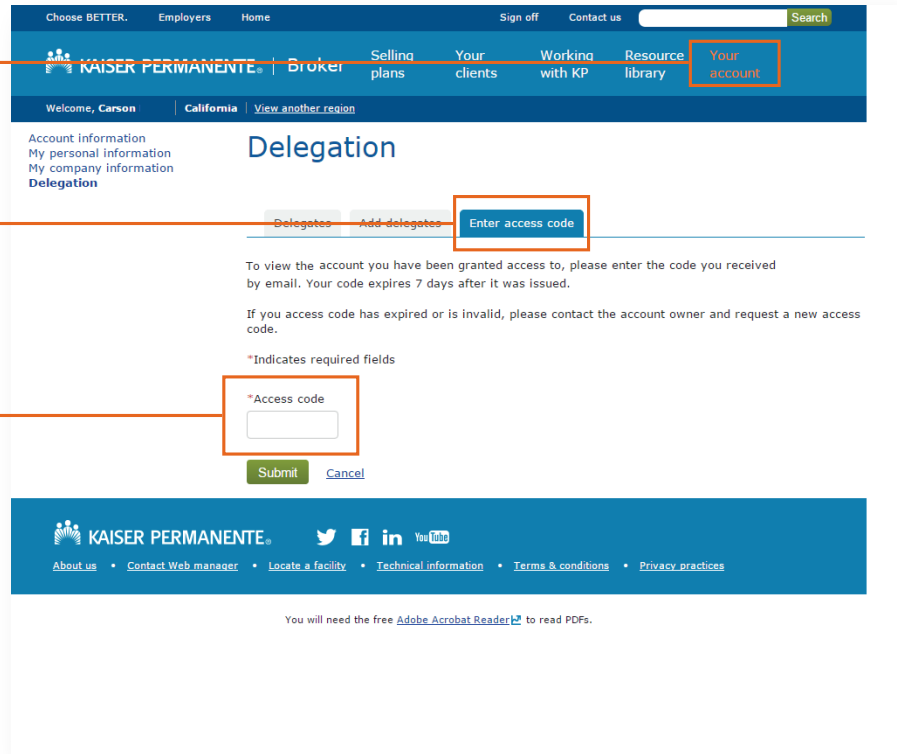 Choose BETTER. Employers Home Sign off Contact us Search
KAISER PERMANENTE® | Broker Selling plans Your clients Working with KP Resource library Your account
Welcome, Carson California View another region
Account information
My personal information
My company information
Delegation
Delegation
Delegates Add delegates Enter access code
To view the account you have been granted access to, please enter the code you received
by email. Your code expires 7 days after it was issued.
If you access code has expired or is invalid, please contact the account owner and request a new access
code.
*Indicates required fields
*Access code
Submit Cancel
KAISER PERMANENTE® in YouTube
About us • Contact Web manager • Locate a facility • Technical information • Terms & conditions • Privacy practices
You will need the free Adobe Acrobat Reader to read PDFs.